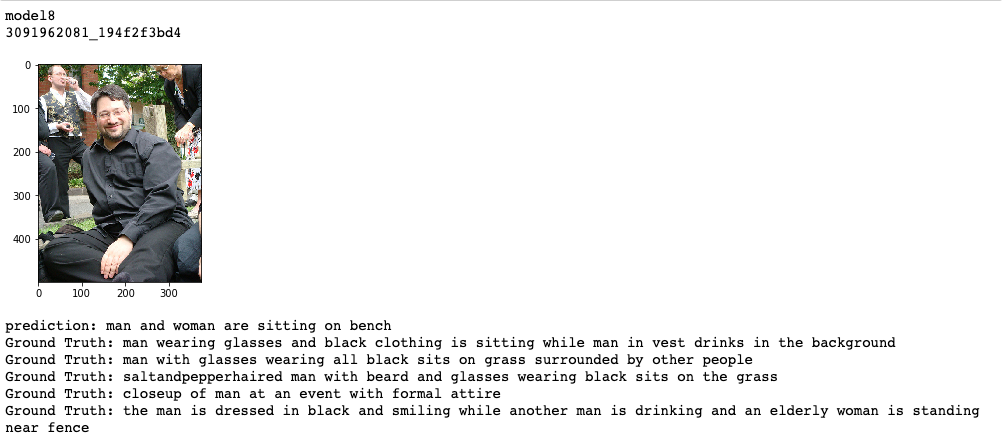 model8
3091962081_194f2f3bd4
0
100
200
300
400
0 100 200 300
prediction: man and woman are sitting on bench
Ground Truth: man wearing glasses and black clothing is sitting while man in vest drinks in the background
Ground Truth: man with glasses wearing all black sits on grass surrounded by other people
Ground Truth: saltandpepperhaired man with beard and glasses wearing black sits on the grass
Ground Truth: closeup of man at an event with formal attire
Ground Truth: the man is dressed in black and smiling while another man is drinking and an elderly woman is standing
near fence